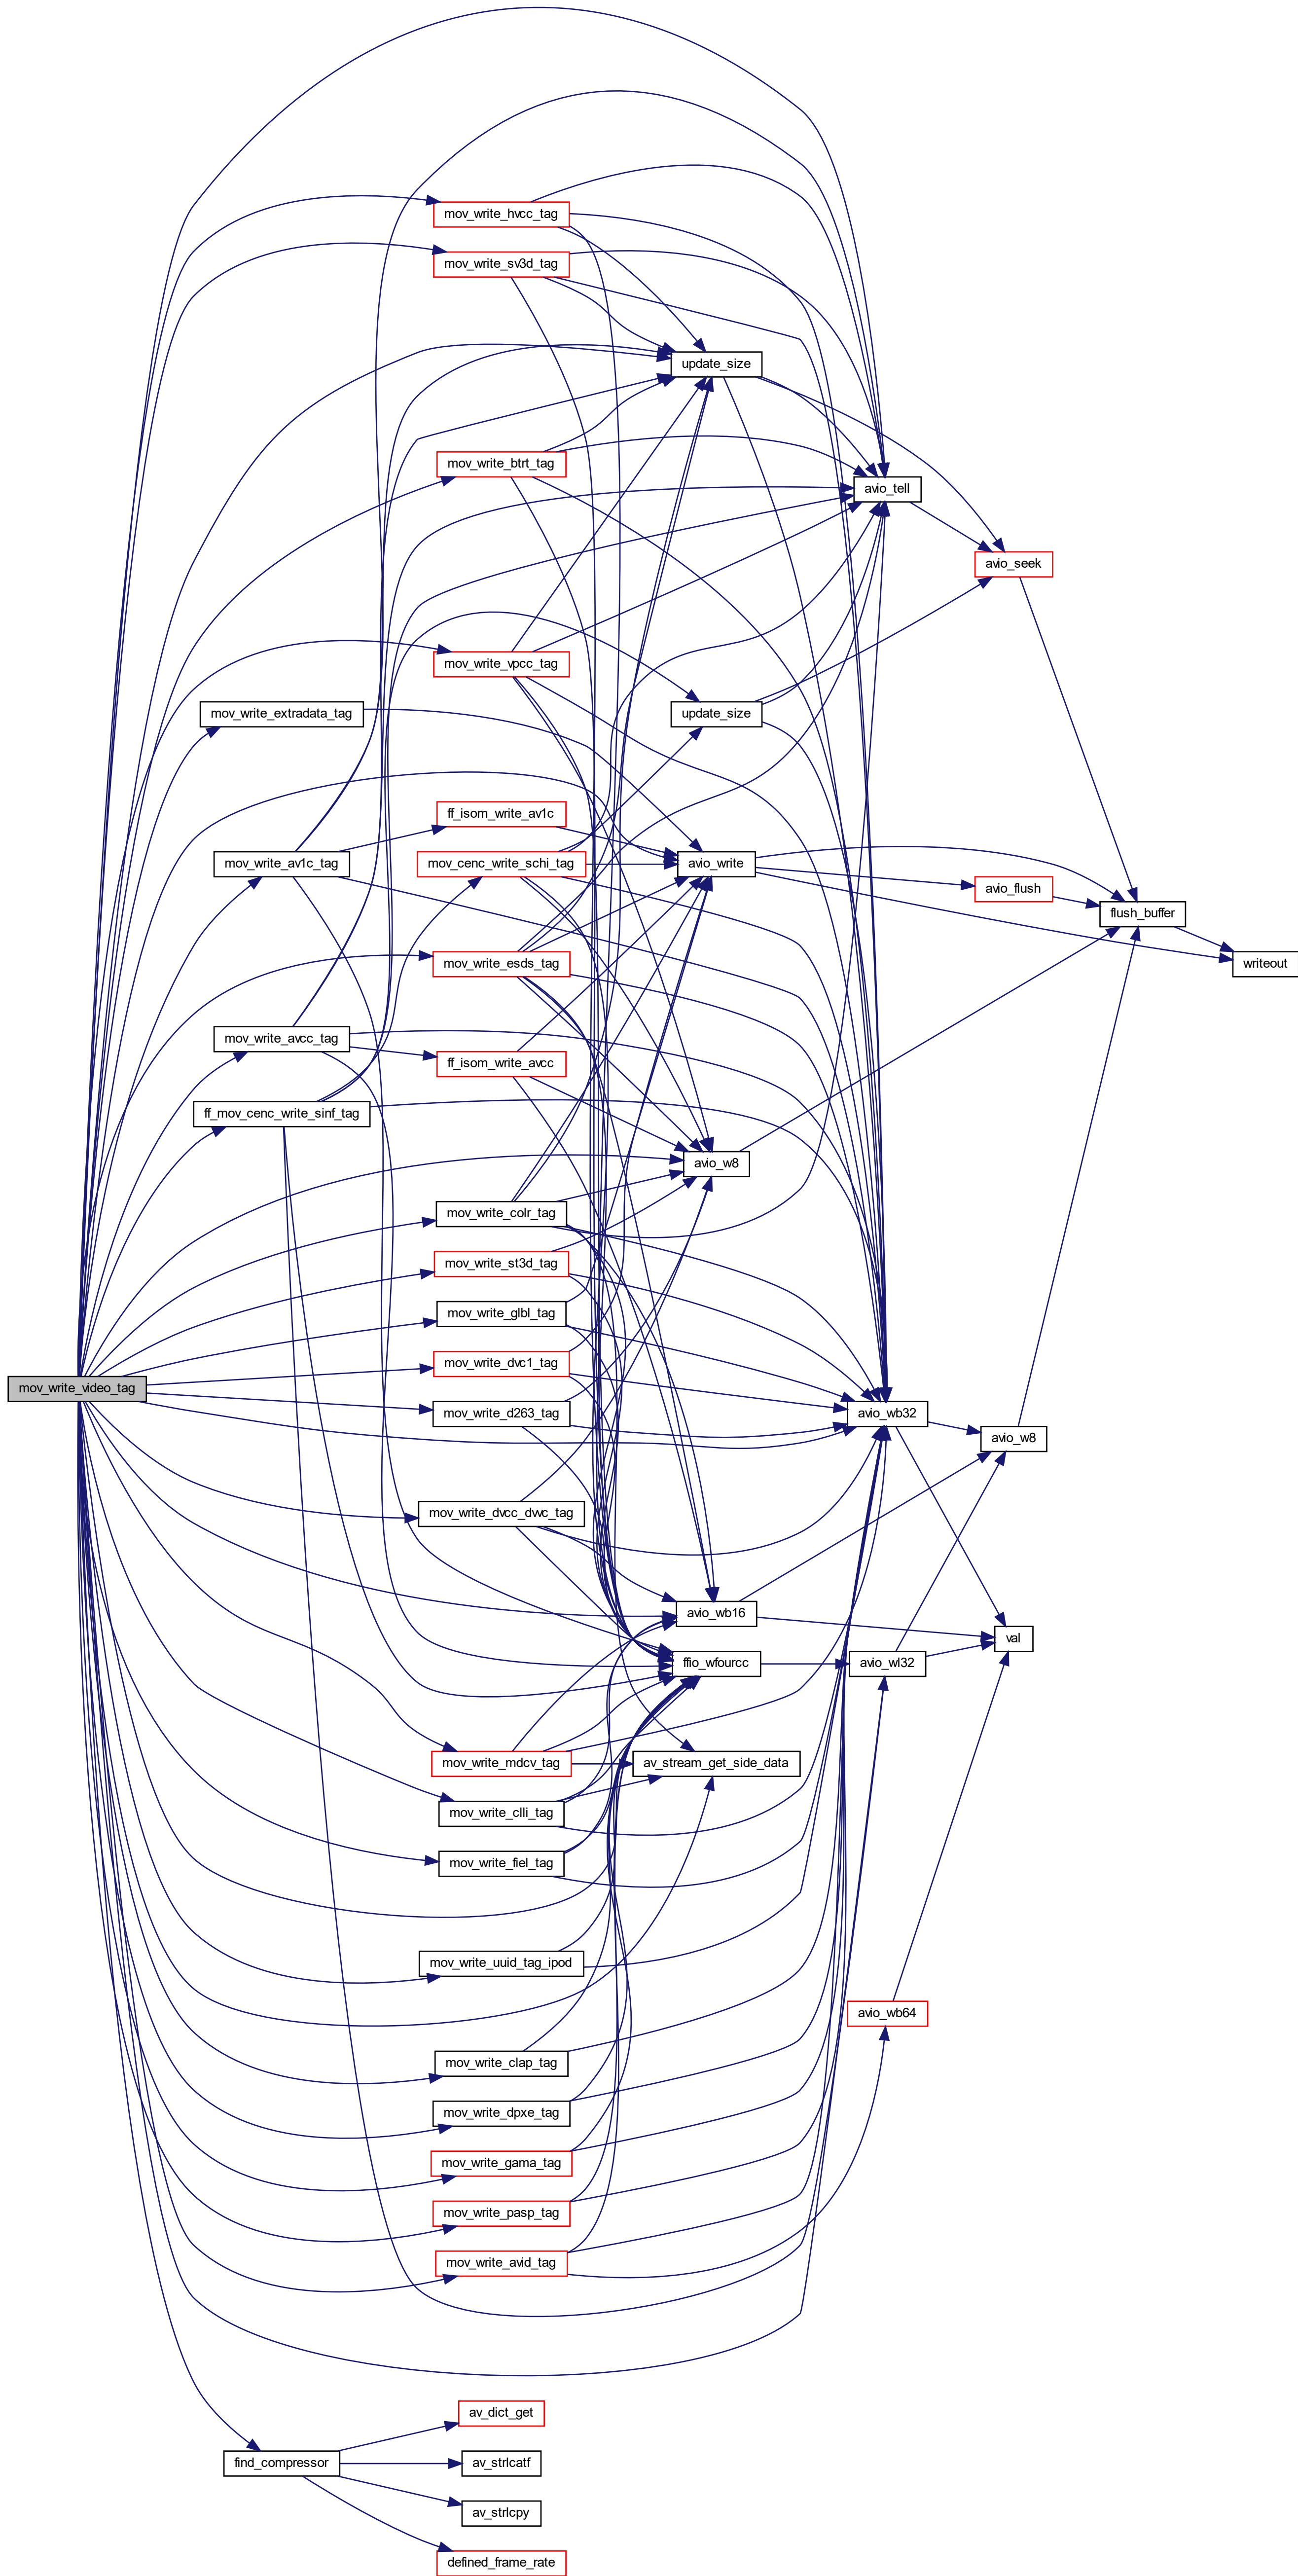 mov_write_hvcc_tag
mov_write_sv3d_tag
update_size
mov_write_btrt_tag
avio_tell
avio_seek
mov_write_vpcc_tag
mov_write_extradata_tag
update_size
ff_isom_write_av1c
mov_write_av1c_tag
mov_cenc_write_schi_tag
avio_write
avio_flush
flush_buffer
mov_write_esds_tag
writeout
mov_write_avcc_tag
ff_isom_write_avcc
ff_mov_cenc_write_sinf_tag
avio_w8
mov_write_colr_tag
mov_write_st3d_tag
mov_write_glbl_tag
mov_write_dvc1_tag
mov_write_video_tag
mov_write_d263_tag
avio_wb32
avio_w8
mov_write_dvcc_dvvc_tag
avio_wb16
val
ffio_wfourcc
avio_wl32
mov_write_mdcv_tag
av_stream_get_side_data
mov_write_clli_tag
mov_write_fiel_tag
mov_write_uuid_tag_ipod
avio_wb64
mov_write_clap_tag
mov_write_dpxe_tag
mov_write_gama_tag
mov_write_pasp_tag
mov_write_avid_tag
av_dict_get
find_compressor
av_strlcatf
av_strlcpy
defined_frame_rate